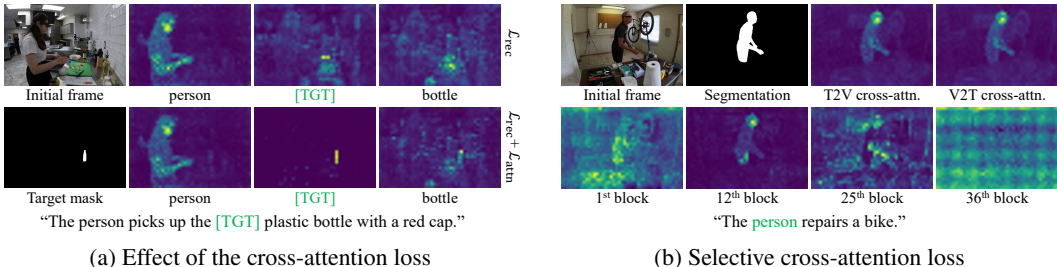 Initial frame person [TGT] bottle ℒrec
Target mask person [TGT] bottle ℒrec + ℒattn
“The person picks up the [TGT] plastic bottle with a red cap.”
(a) Effect of the cross-attention loss
Initial frame Segmentation T2V cross-attn. V2T cross-attn.
1st block 12th block 25th block 36th block
“The person repairs a bike.”
(b) Selective cross-attention loss